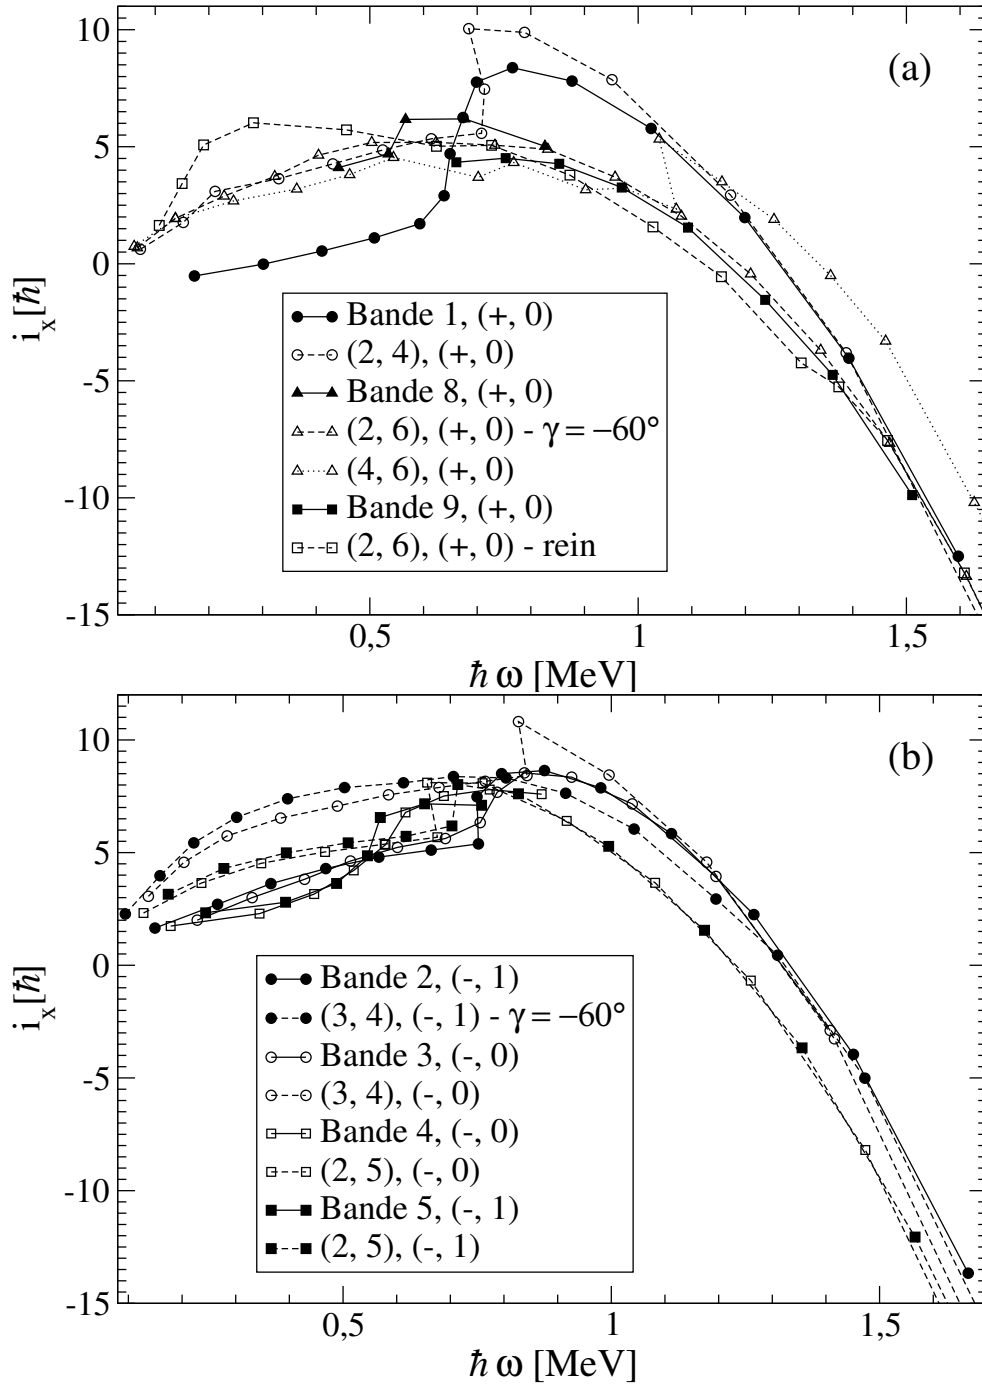 (a)
10
5
0
-5
-10
-15
i_x [ħ]
Bande 1, (+, 0)
(2, 4), (+, 0)
Bande 8, (+, 0)
(2, 6), (+, 0) - γ = −60°
(4, 6), (+, 0)
Bande 9, (+, 0)
(2, 6), (+, 0) - rein
0,5 1 1,5
ħ ω [MeV]
(b)
10
5
0
-5
-10
-15
i_x [ħ]
Bande 2, (-, 1)
(3, 4), (-, 1) - γ = −60°
Bande 3, (-, 0)
(3, 4), (-, 0)
Bande 4, (-, 0)
(2, 5), (-, 0)
Bande 5, (-, 1)
(2, 5), (-, 1)
0,5 1 1,5
ħ ω [MeV]